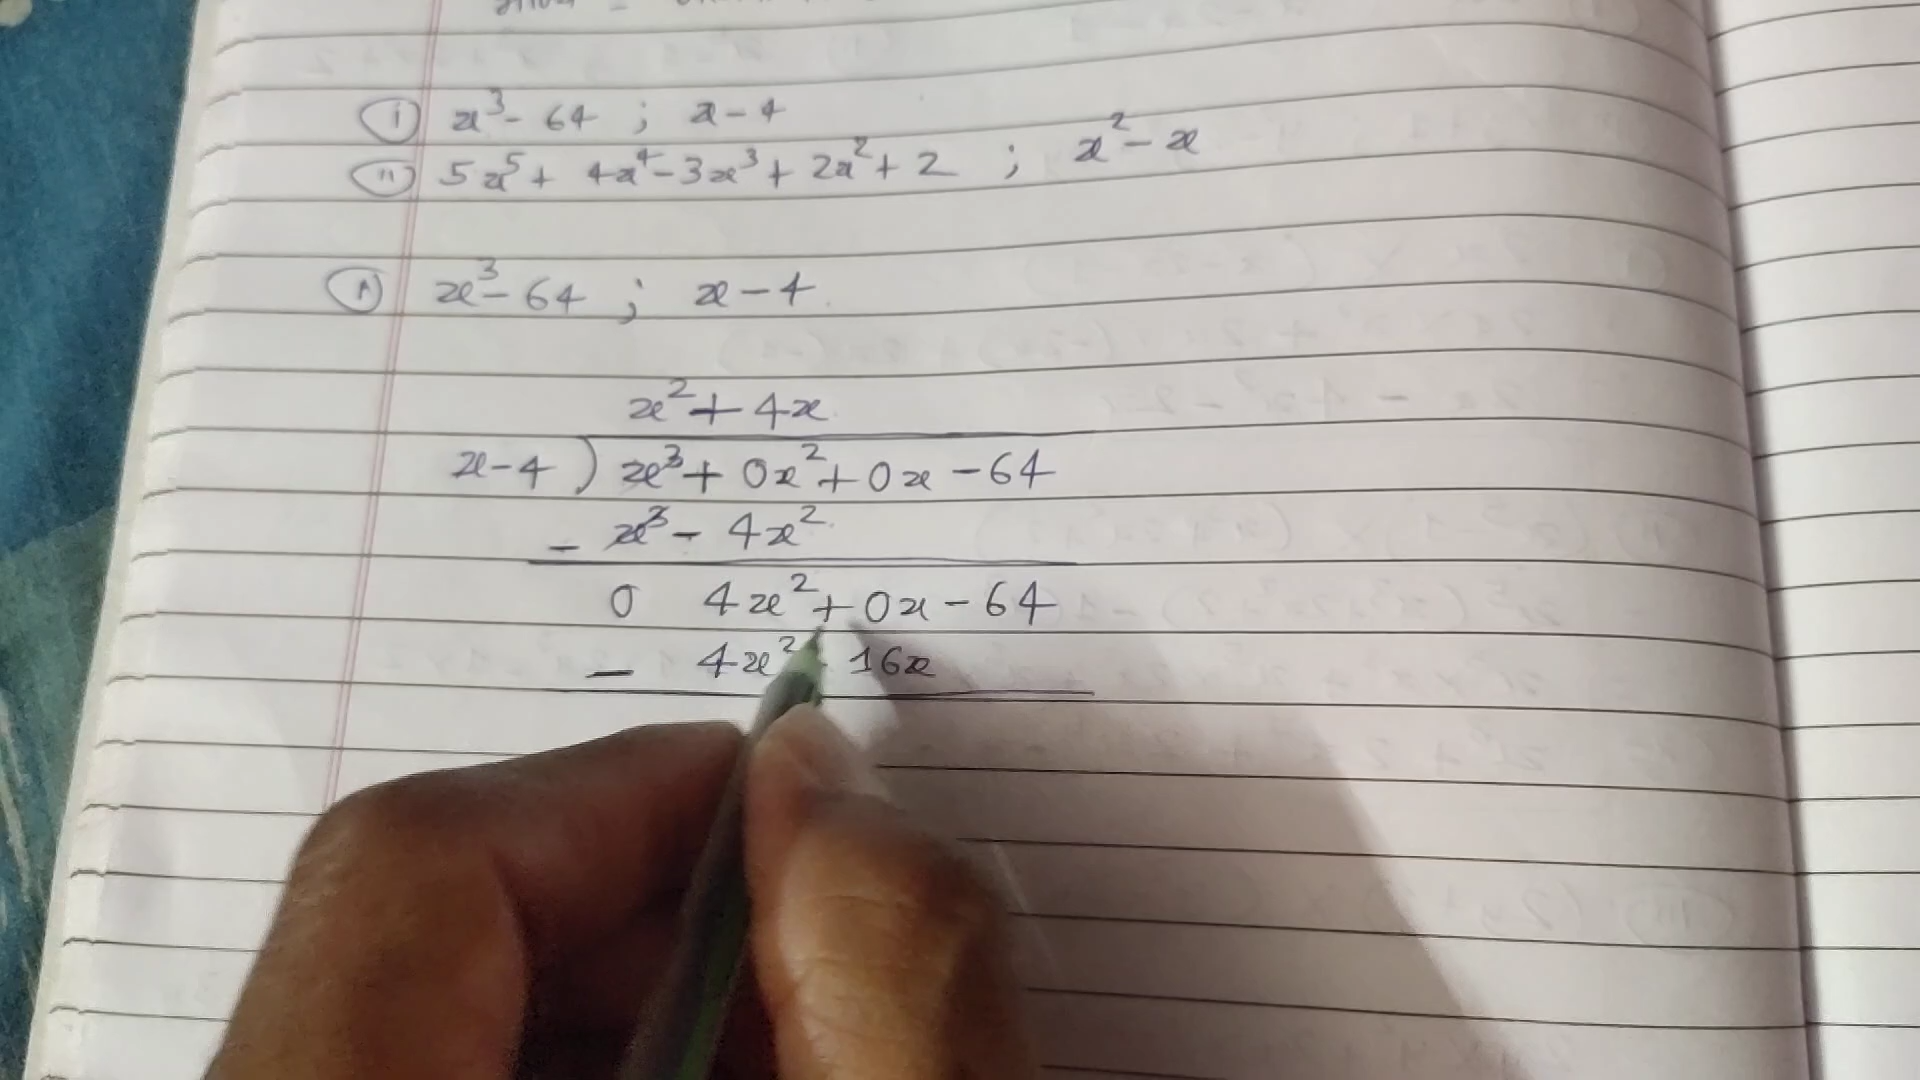 (i) x³ - 64 ; x - 4
(ii) 5x⁵ + 4x⁴ - 3x³ + 2x² + 2 ; x² - x
(1) x³ - 64 ; x - 4
x² + 4x
x - 4 ) x³ + 0x² + 0x - 64
- x³ - 4x²
0 4x² + 0x - 64
- 4x² 16x